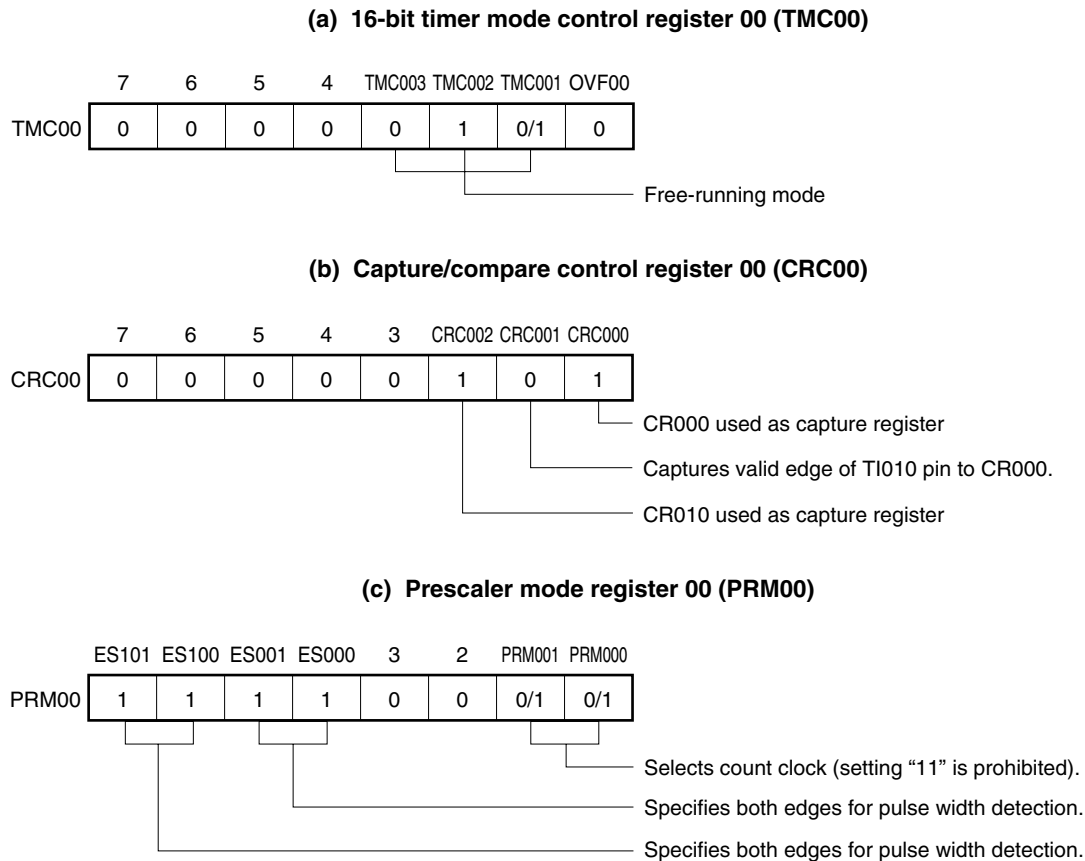 (a) 16-bit timer mode control register 00 (TMC00)
7 6 5 4 TMC003 TMC002 TMC001 OVF00
TMC00 0 0 0 0 0 1 0/1 0
Free-running mode
(b) Capture/compare control register 00 (CRC00)
7 6 5 4 3 CRC002 CRC001 CRC000
CRC00 0 0 0 0 0 1 0 1
CR000 used as capture register
Captures valid edge of TI010 pin to CR000.
CR010 used as capture register
(c) Prescaler mode register 00 (PRM00)
ES101 ES100 ES001 ES000 3 2 PRM001 PRM000
PRM00 1 1 1 1 0 0 0/1 0/1
Selects count clock (setting “11” is prohibited).
Specifies both edges for pulse width detection.
Specifies both edges for pulse width detection.